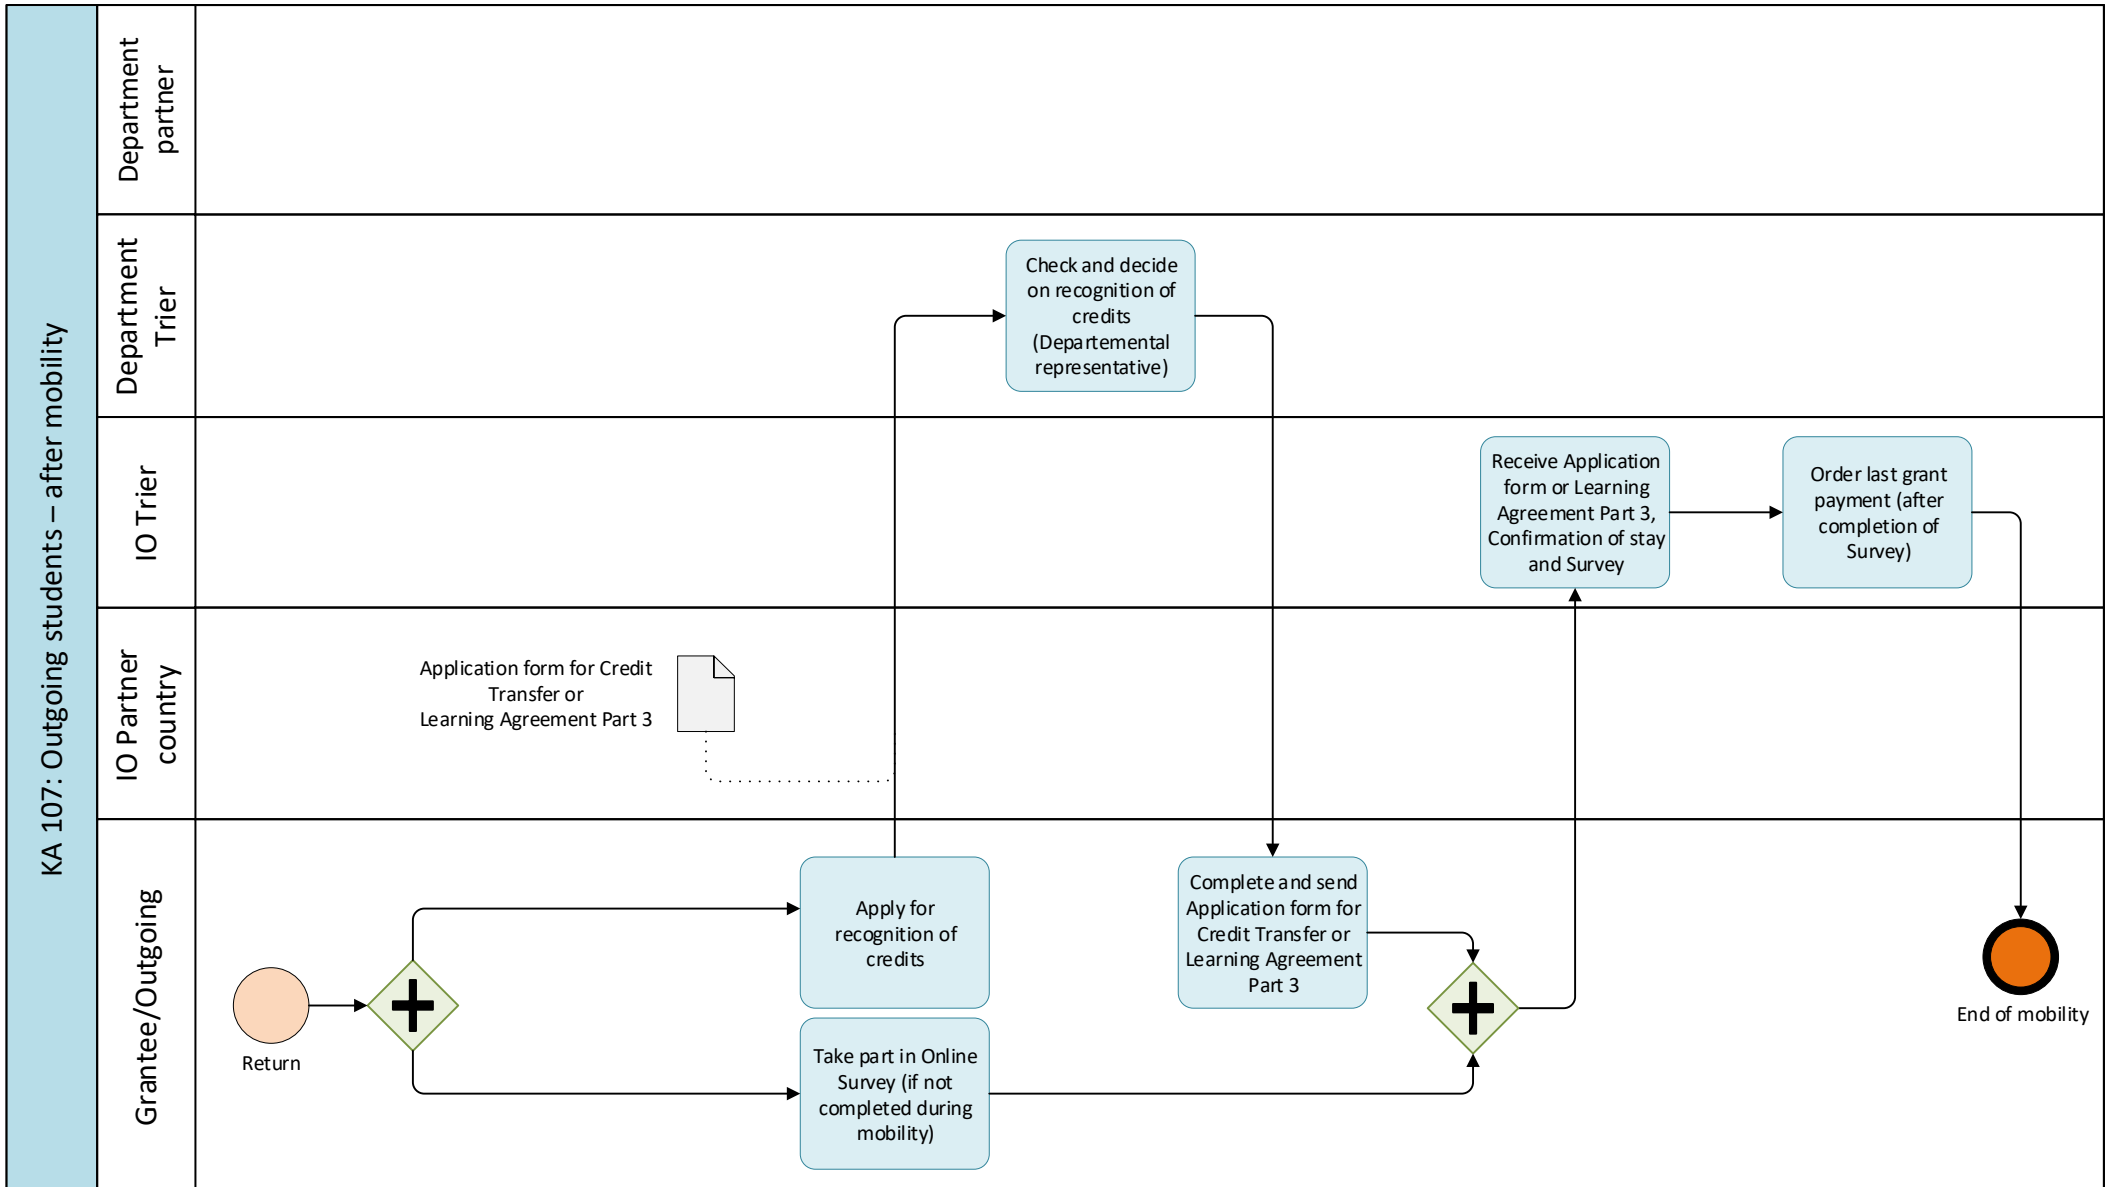 KA 107: Outgoing students – after mobility
Department
partner
Department
Trier
Check and decide
on recognition of
credits
(Departemental
representative)
IO Trier
Receive Application
form or Learning
Agreement Part 3,
Confirmation of stay
and Survey
Order last grant
payment (after
completion of
Survey)
IO Partner
country
Application form for Credit
Transfer or
Learning Agreement Part 3
Grantee/Outgoing
Return
Apply for
recognition of
credits
Take part in Online
Survey (if not
completed during
mobility)
Complete and send
Application form for
Credit Transfer or
Learning Agreement
Part 3
End of mobility